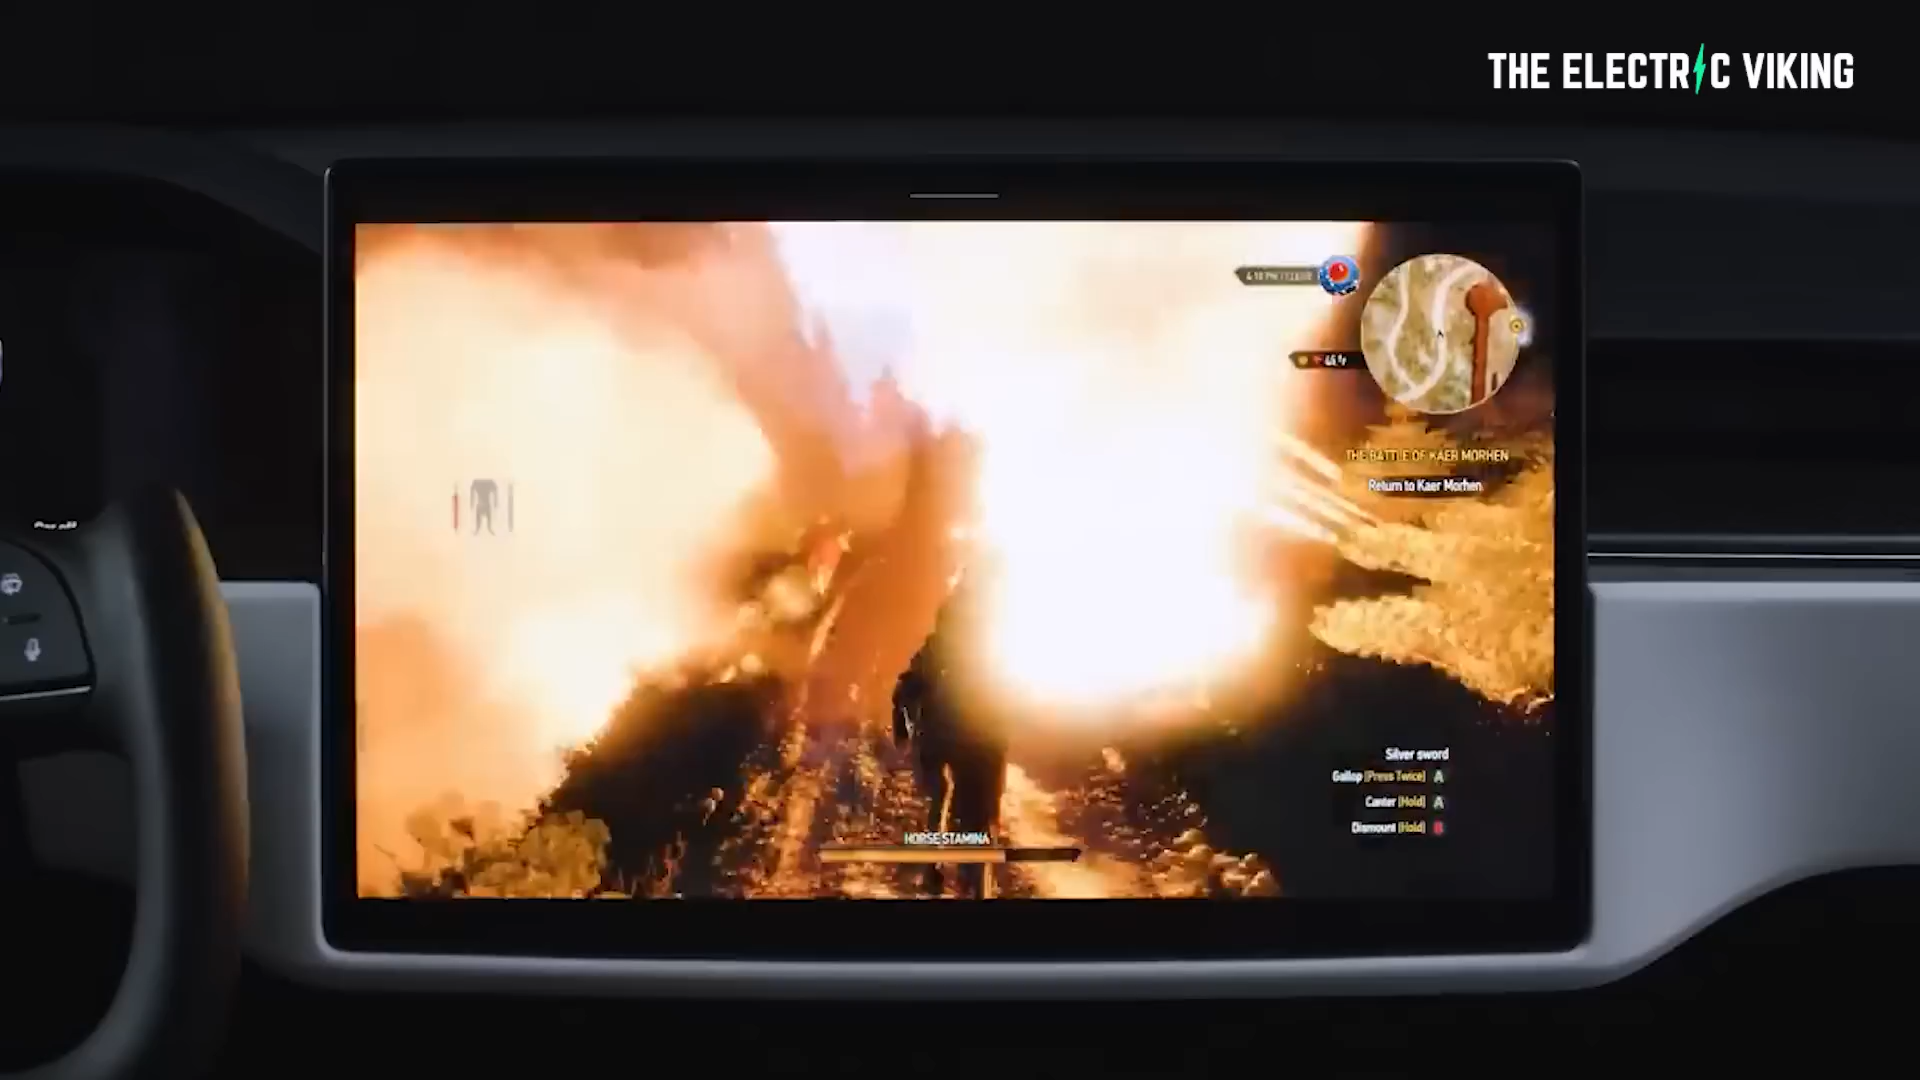 THE ELECTRIC VIKING
THE BATTLE OF KAER MORHEN
Return to Kaer Morhen
Silver sword
Gallop [Press Twice] A
Canter [Hold] A
Dismount [Hold] B
HORSE STAMINA